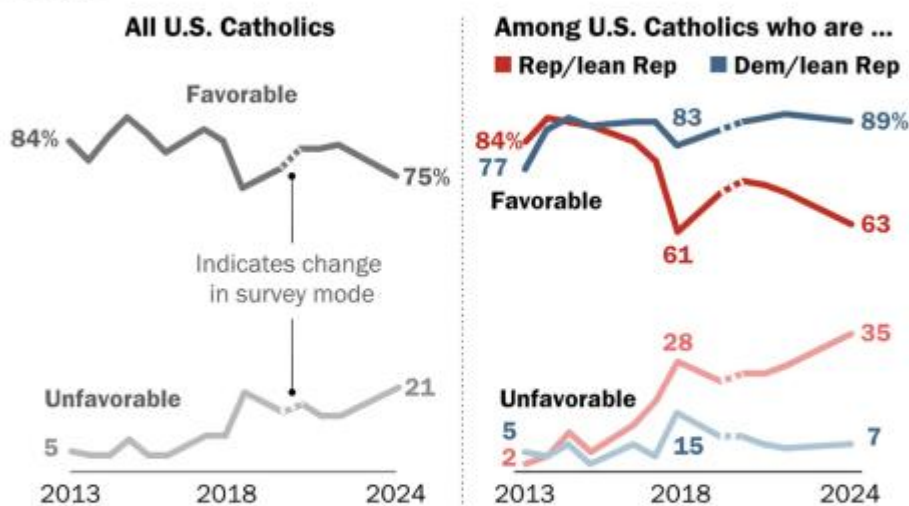 All U.S. Catholics
Favorable
84%
75%
Indicates change
in survey mode
Unfavorable
5
21
2013
2018
2024
Among U.S. Catholics who are ...
Rep/lean Rep
Dem/lean Rep
84%
77
83
89%
Favorable
61
63
28
35
Unfavorable
5
2
15
7
2013
2018
2024